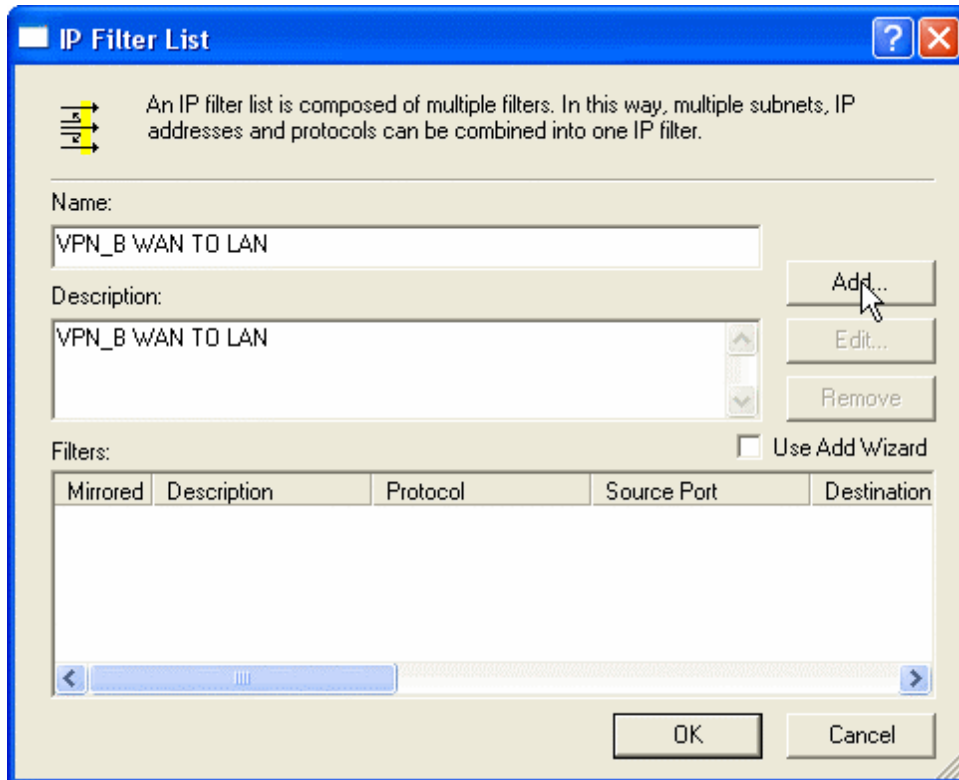 IP Filter List
An IP filter list is composed of multiple filters. In this way, multiple subnets, IP
addresses and protocols can be combined into one IP filter.
Name:
VPN_B WAN TO LAN
Add...
Description:
VPN_B WAN TO LAN
Edit...
Remove
Filters:
Use Add Wizard
Mirrored Description Protocol Source Port Destination
OK Cancel